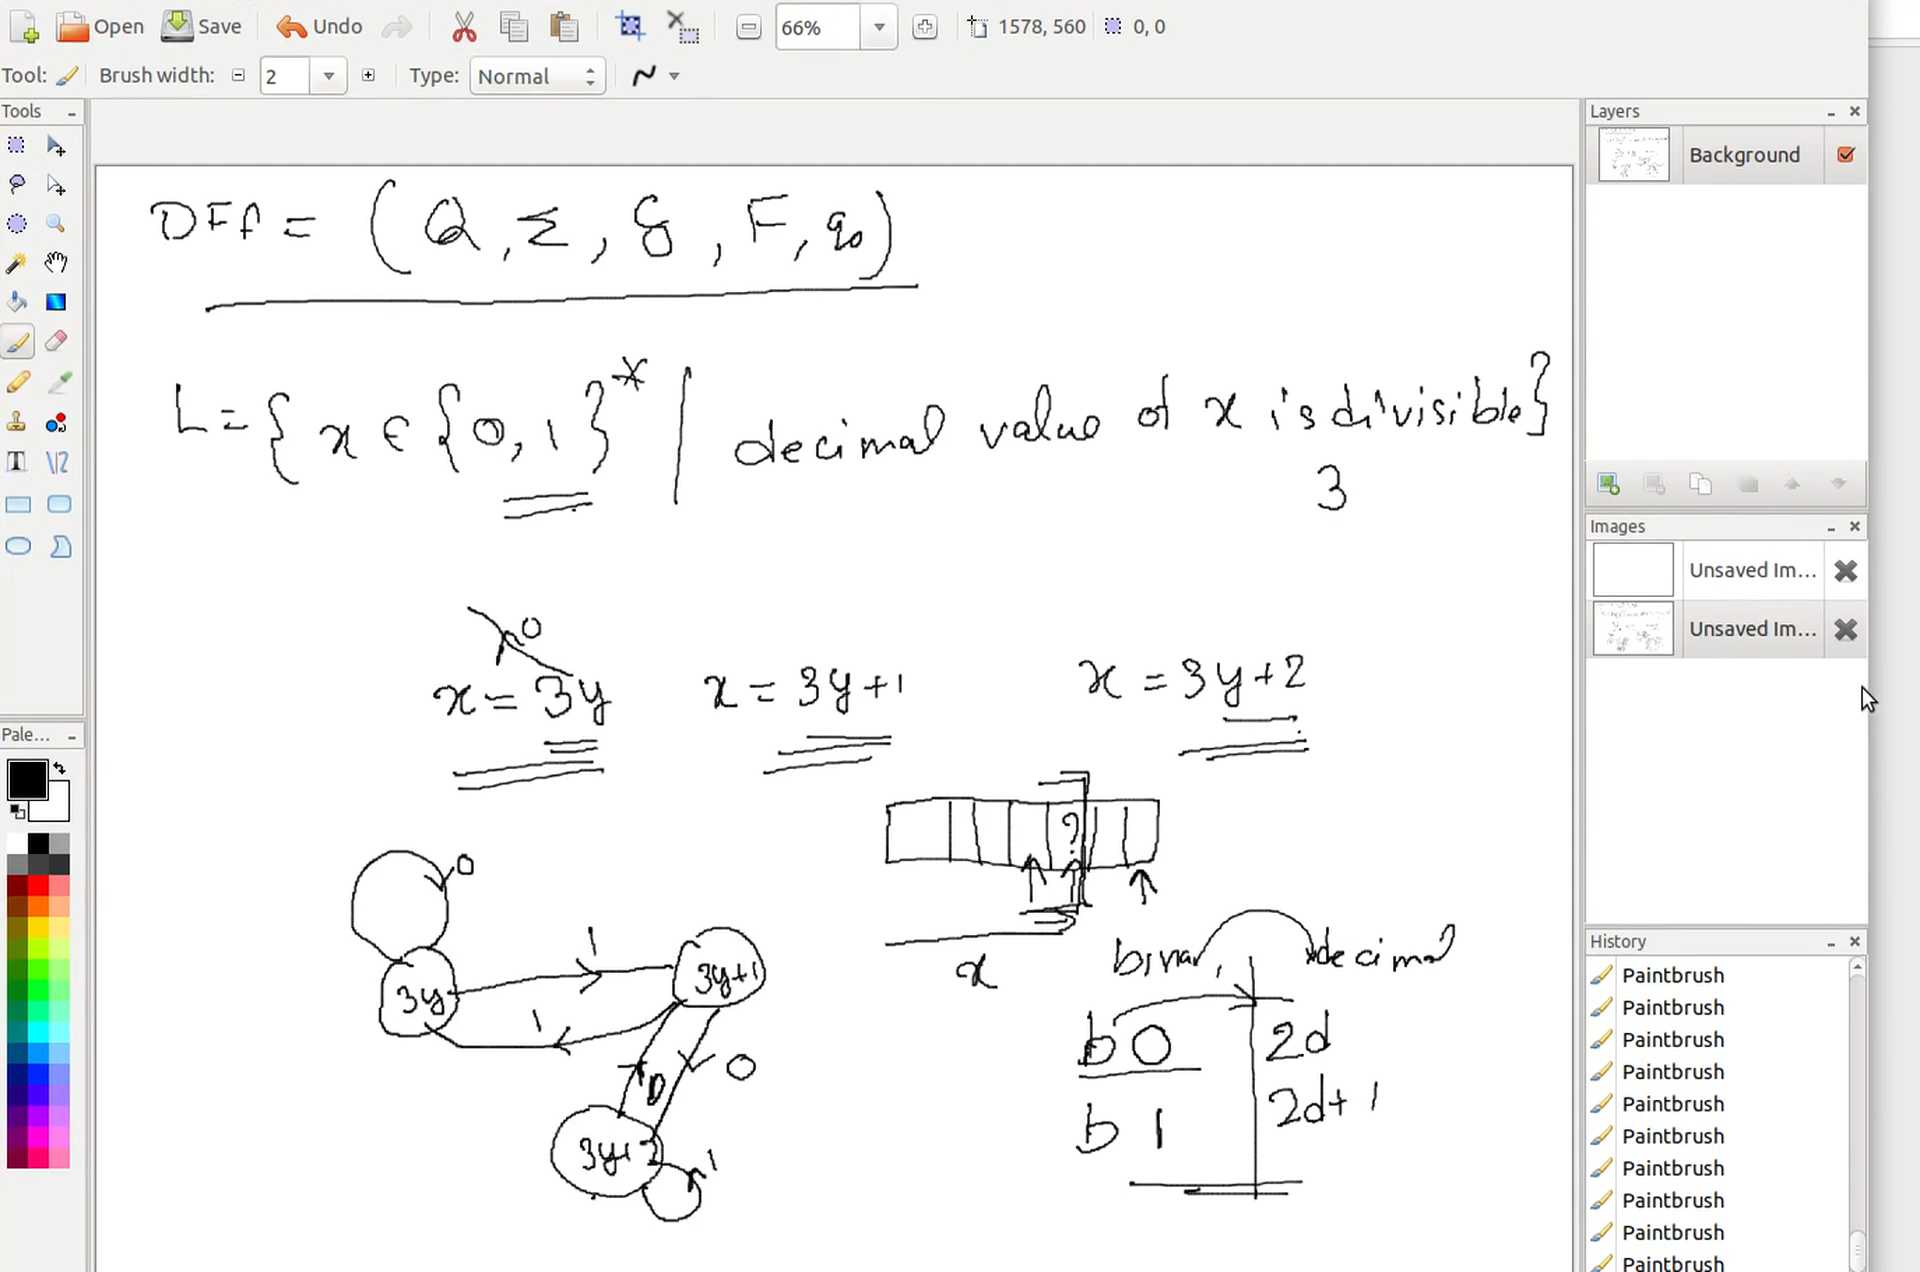 Open Save Undo 66% 1578, 560 0, 0
Tool: Brush width: 2 Type: Normal
Tools
Layers
Background
DFA = (Q, Σ, δ, F, q0)
L = { x ∈ {0, 1}* | decimal value of x is divisible}
3
Images
Unsaved Im...
Unsaved Im...
0
x = 3y x = 3y+1 x = 3y+2
Pale...
?
x
0
1
3y
3y+1
1
0
0
3y+2
1
binary decimal
b 0 2d
b 1 2d+1
History
Paintbrush
Paintbrush
Paintbrush
Paintbrush
Paintbrush
Paintbrush
Paintbrush
Paintbrush
Paintbrush
Paintbrush